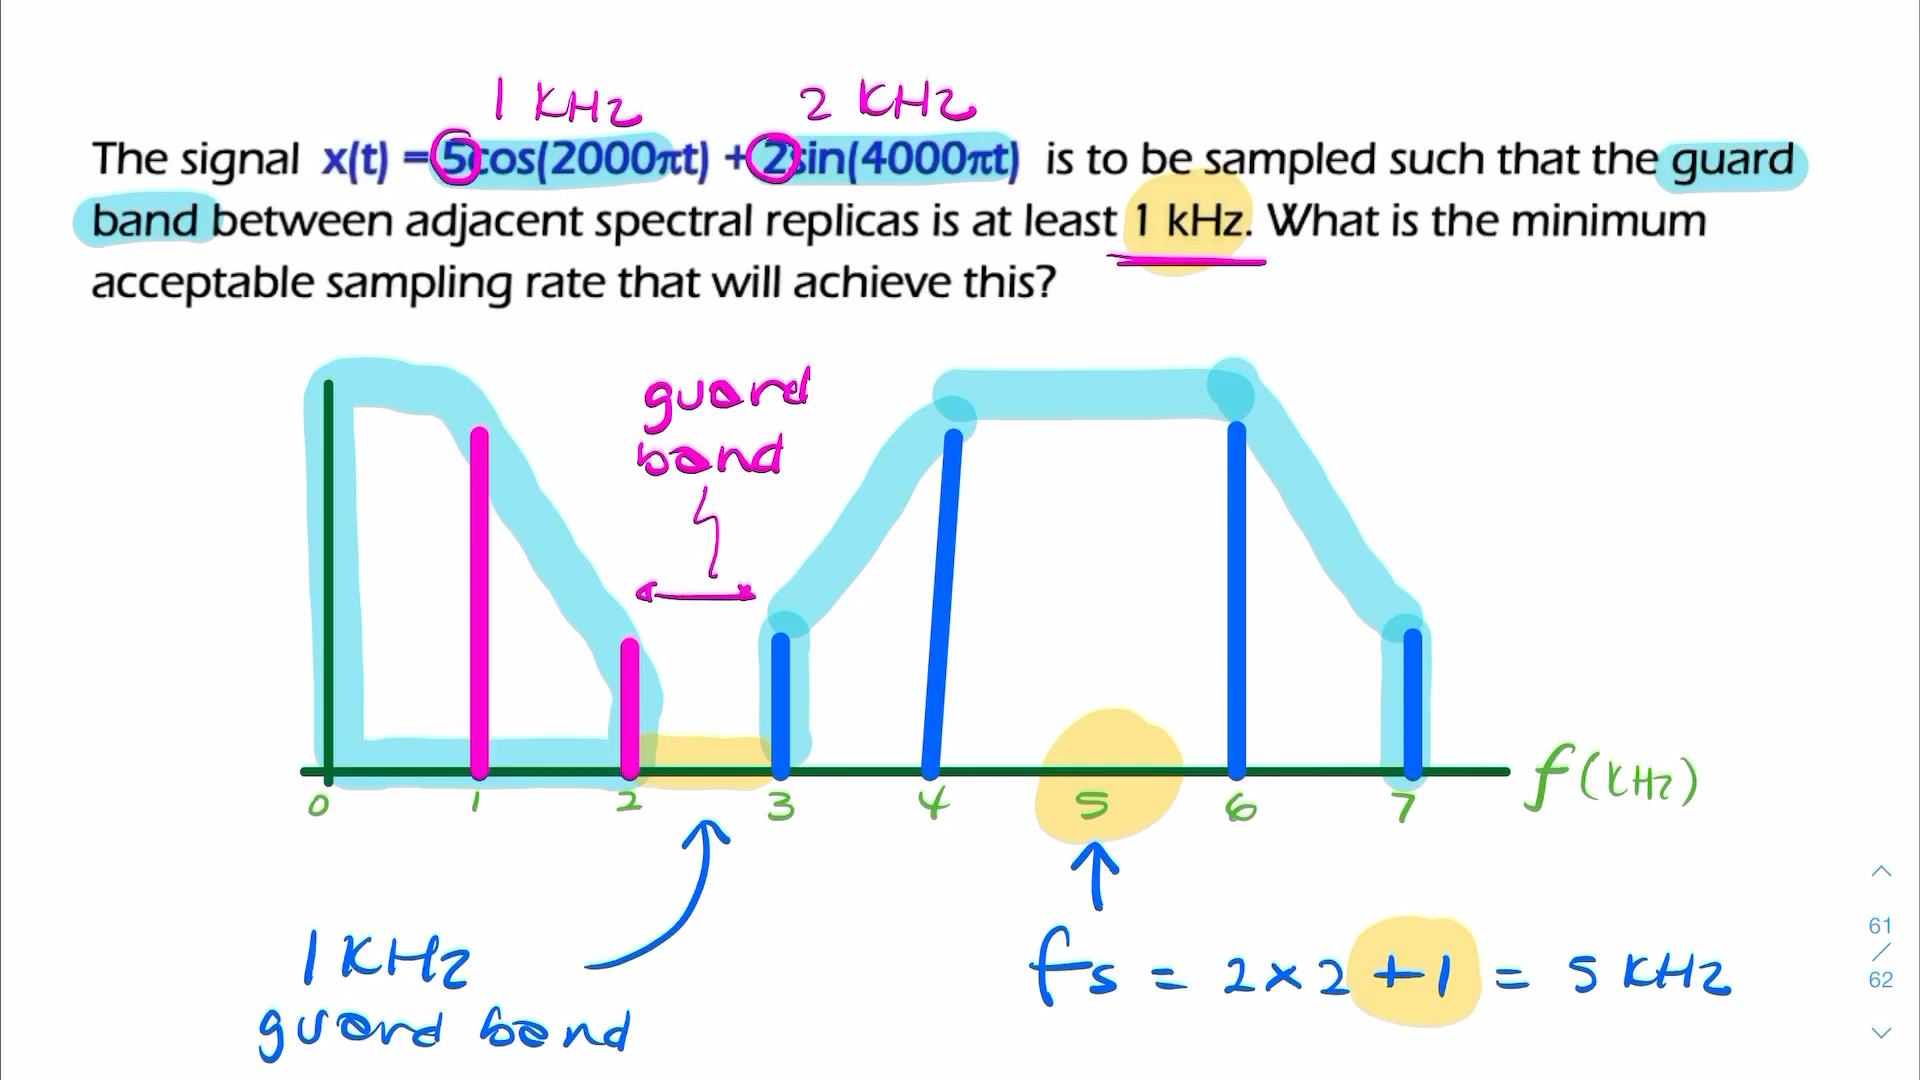 1 KHz 2 KHz
The signal x(t) = 5cos(2000πt) + 2sin(4000πt) is to be sampled such that the guard
band between adjacent spectral replicas is at least 1 kHz. What is the minimum
acceptable sampling rate that will achieve this?
guard
band
0 1 2 3 4 5 6 7 f(KHz)
1 KHz
guard band
fs = 2 x 2 + 1 = 5 KHz
61
/
62